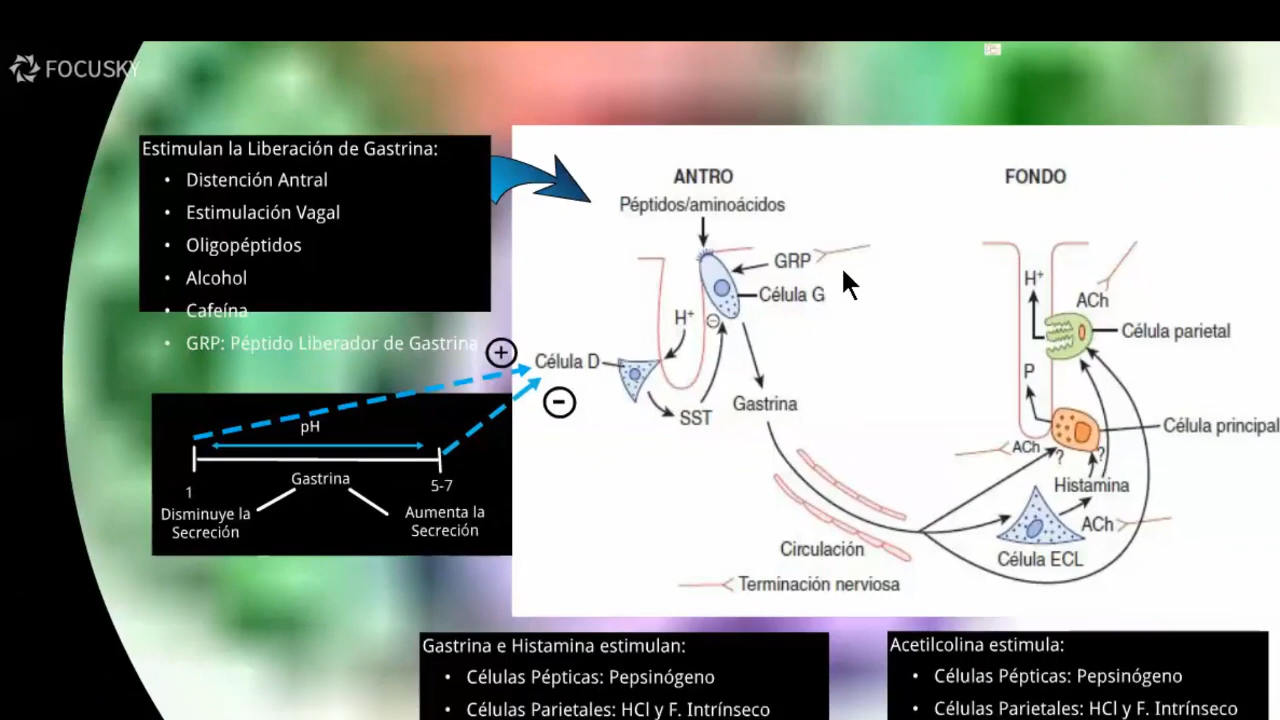 FOCUSKY
Estimulan la Liberación de Gastrina:
• Distención Antral
• Estimulación Vagal
• Oligopéptidos
• Alcohol
• Cafeína
• GRP: Péptido Liberador de Gastrina
pH
Gastrina
1
5-7
Disminuye la
Secreción
Aumenta la
Secreción
+
−
ANTRO
Péptidos/aminoácidos
GRP
Célula G
H⁺
−
Célula D
SST
Gastrina
Circulación
Terminación nerviosa
FONDO
H⁺
ACh
Célula parietal
P
Célula principal
ACh
?
?
Histamina
ACh
Célula ECL
Gastrina e Histamina estimulan:
• Células Pépticas: Pepsinógeno
• Células Parietales: HCl y F. Intrínseco
Acetilcolina estimula:
• Células Pépticas: Pepsinógeno
• Células Parietales: HCl y F. Intrínseco